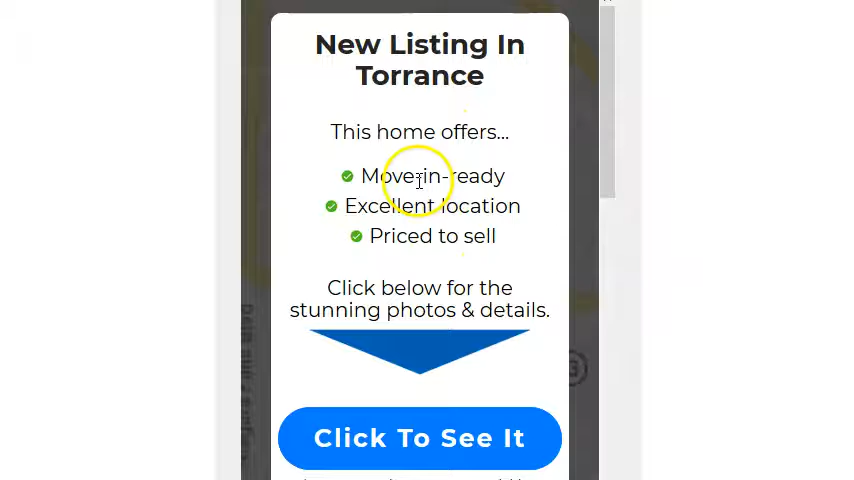 New Listing In
Torrance
This home offers...
Move-in-ready
Excellent location
Priced to sell
Click below for the
stunning photos & details.
Click To See It